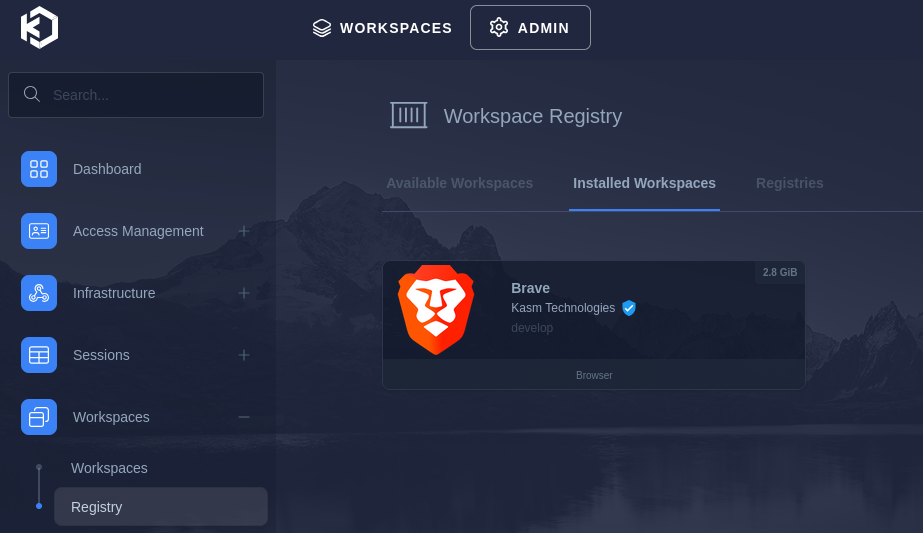 WORKSPACES
ADMIN
Search...
Workspace Registry
Dashboard
Available Workspaces
Installed Workspaces
Registries
Access Management
Infrastructure
2.8 GiB
Brave
Kasm Technologies
develop
Sessions
Browser
Workspaces
Workspaces
Registry